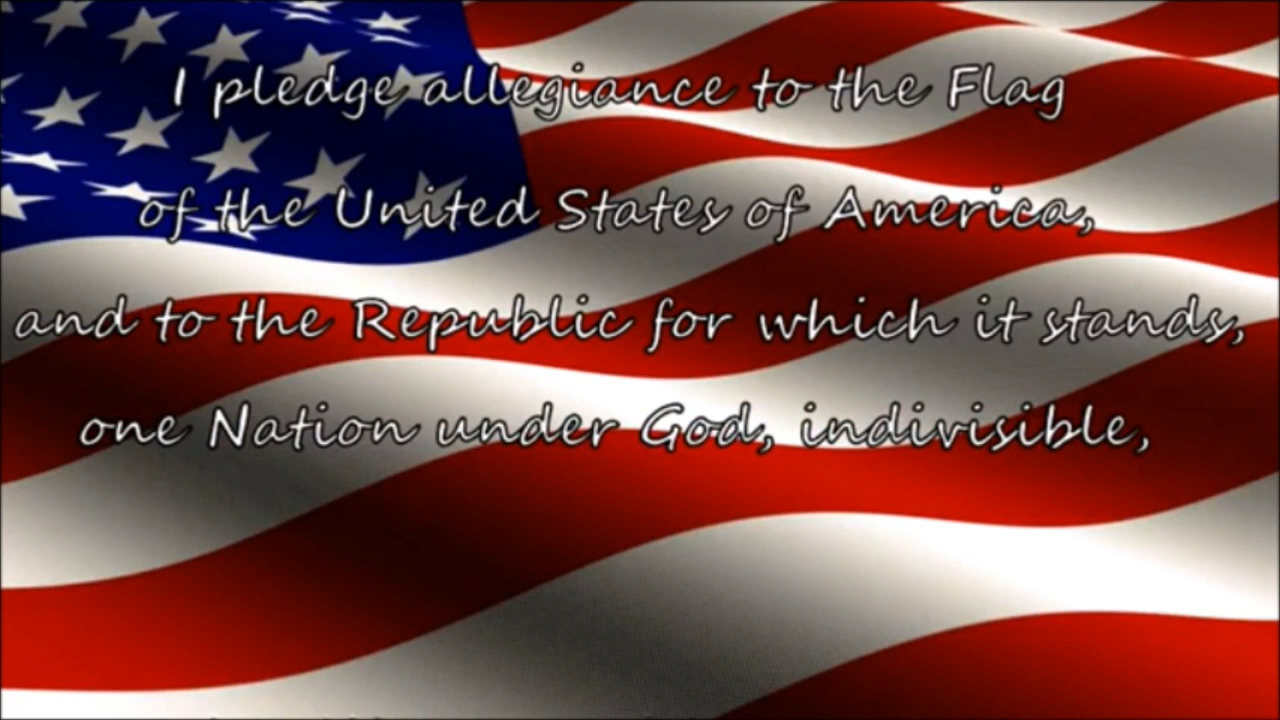 I pledge allegiance to the Flag
of the United States of America,
and to the Republic for which it stands,
one Nation under God, indivisible,